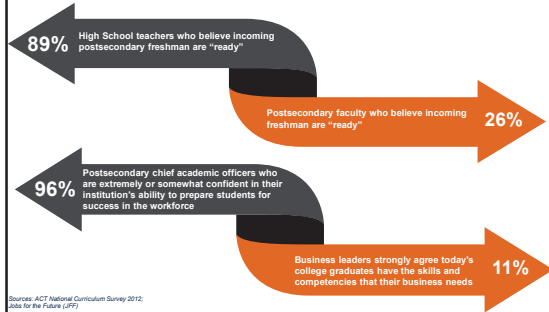 89%
High School teachers who believe incoming
postsecondary freshman are “ready”
Postsecondary faculty who believe incoming
freshman are “ready”
26%
96%
Postsecondary chief academic officers who
are extremely or somewhat confident in their
institution's ability to prepare students for
success in the workforce
Business leaders strongly agree today's
college graduates have the skills and
competencies that their business needs
11%
Sources: ACT National Curriculum Survey 2012;
Jobs for the Future (JFF)